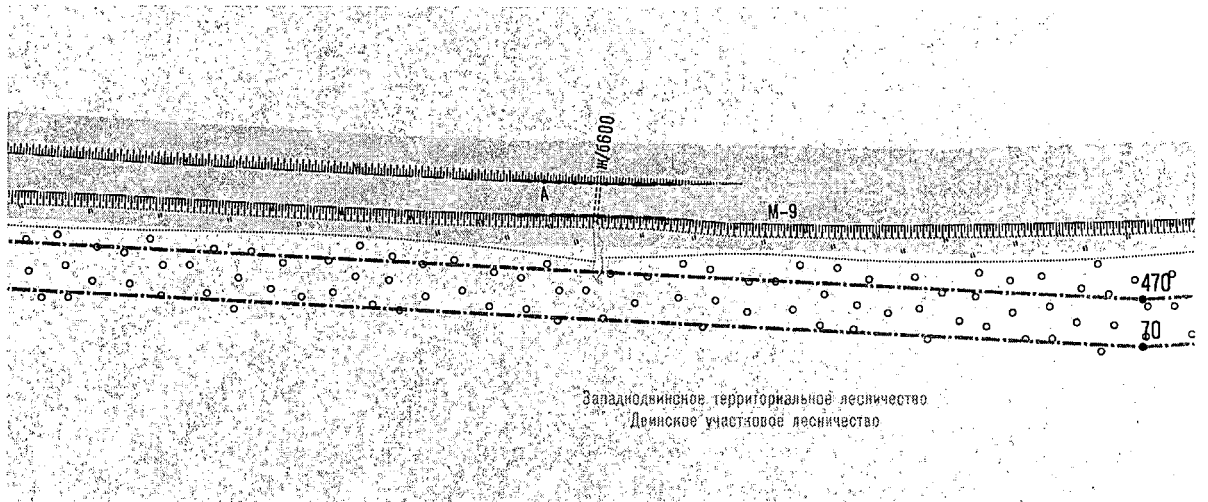 ж/б600
А
М-9
470
70
Западнодвинское территориальное лесничество
Двинское участковое лесничество